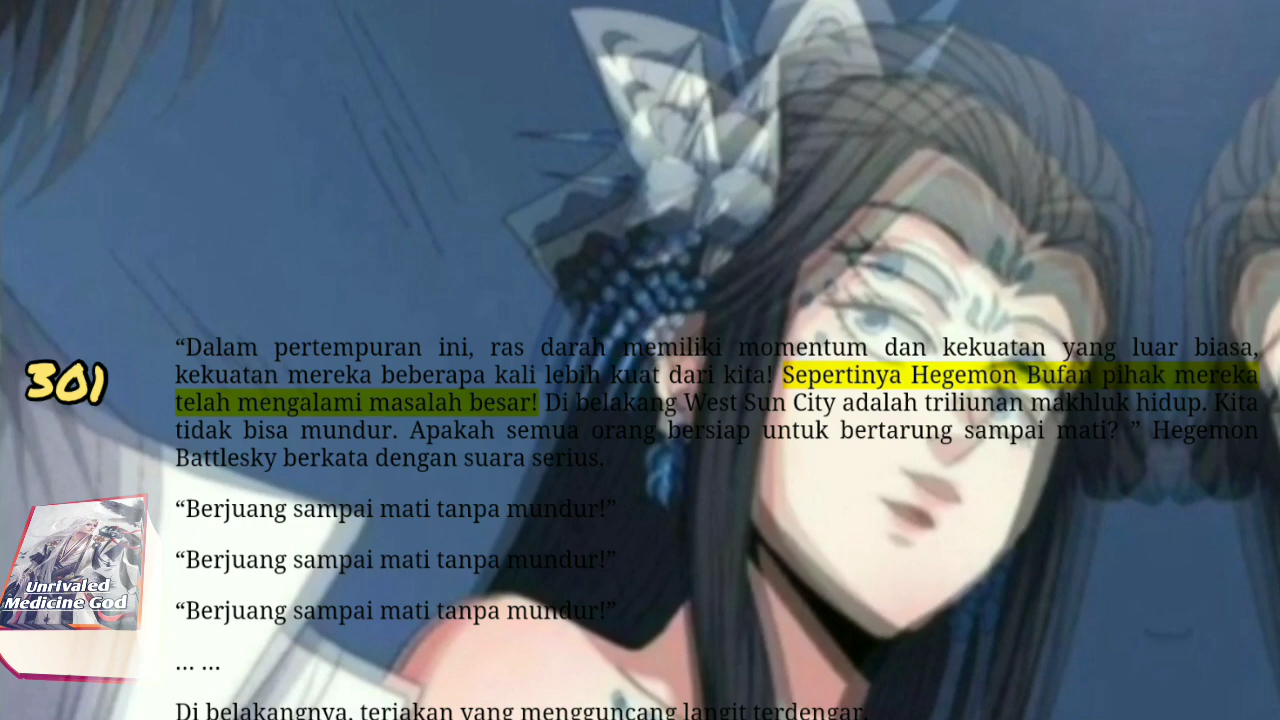 “Dalam pertempuran ini, ras darah memiliki momentum dan kekuatan yang luar biasa,
kekuatan mereka beberapa kali lebih kuat dari kita! Sepertinya Hegemon Bufan pihak mereka
telah mengalami masalah besar! Di belakang West Sun City adalah triliunan makhluk hidup. Kita
tidak bisa mundur. Apakah semua orang bersiap untuk bertarung sampai mati? ” Hegemon
Battlesky berkata dengan suara serius.
“Berjuang sampai mati tanpa mundur!”
“Berjuang sampai mati tanpa mundur!”
“Berjuang sampai mati tanpa mundur!”
... ...
Di belakangnya, teriakan yang mengguncang langit terdengar.
301
Unrivaled
Medicine God